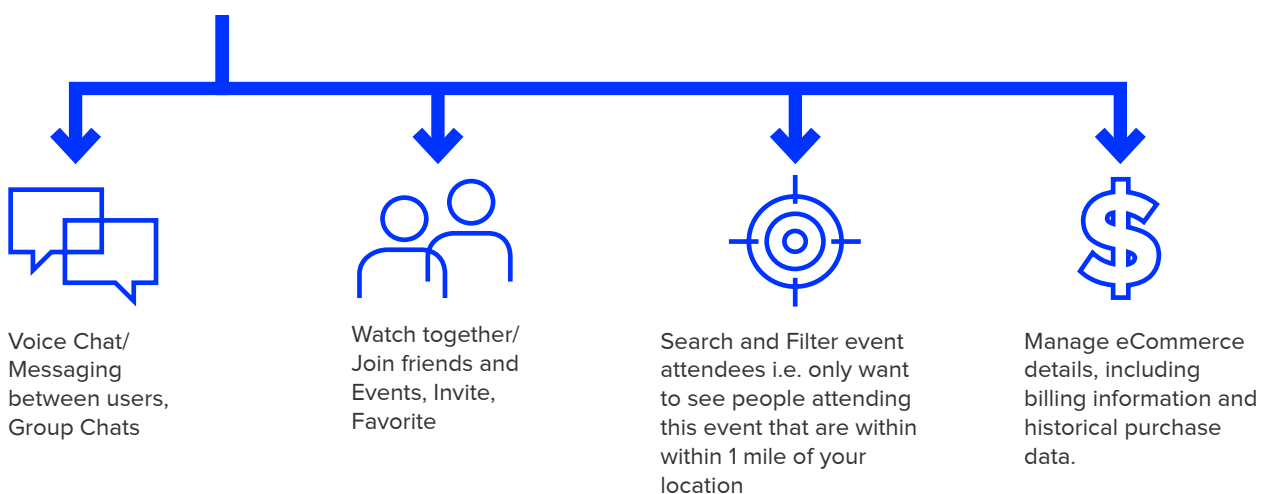 Voice Chat/
Messaging
between users,
Group Chats
Watch together/
Join friends and
Events, Invite,
Favorite
Search and Filter event
attendees i.e. only want
to see people attending
this event that are within
within 1 mile of your
location
Manage eCommerce
details, including
billing information and
historical purchase
data.